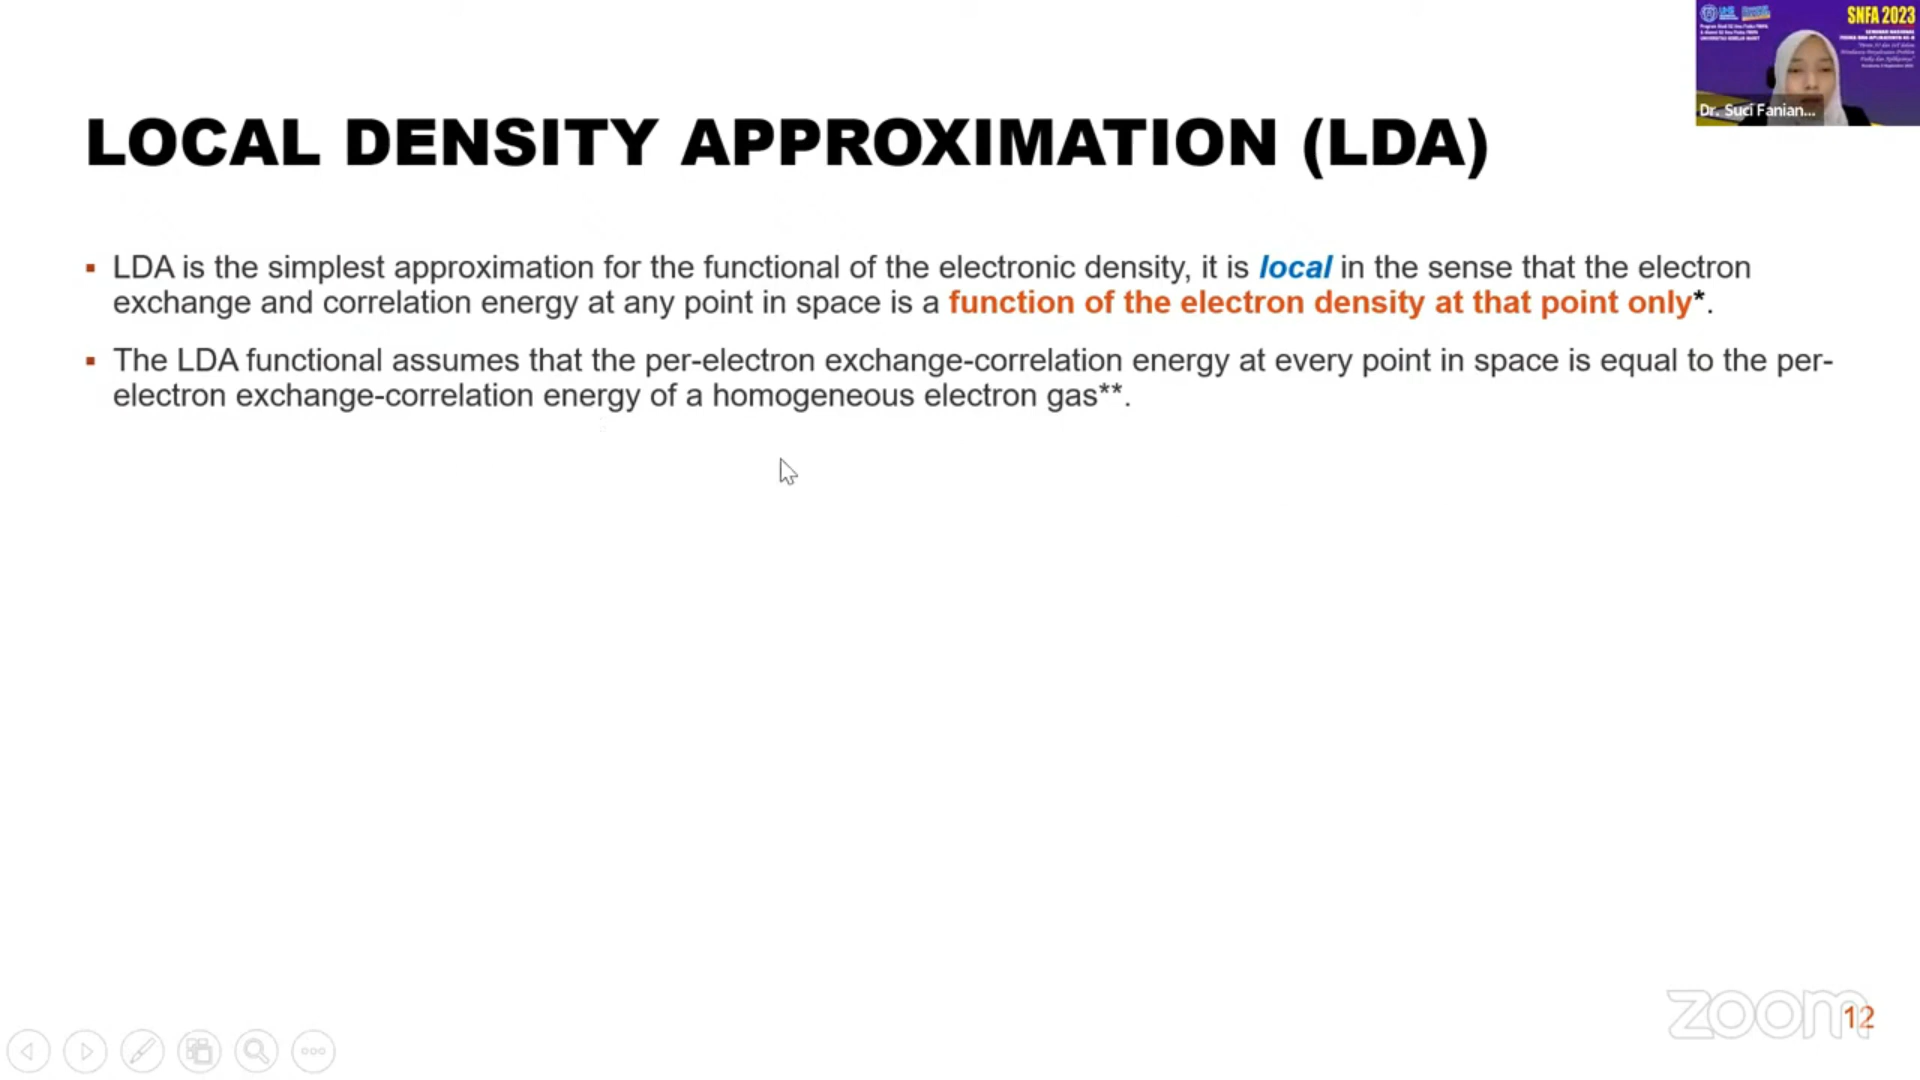 SNFA 2023
Dr. Suci Fanian...
LOCAL DENSITY APPROXIMATION (LDA)
▪ LDA is the simplest approximation for the functional of the electronic density, it is local in the sense that the electron
exchange and correlation energy at any point in space is a function of the electron density at that point only*.
▪ The LDA functional assumes that the per-electron exchange-correlation energy at every point in space is equal to the per-
electron exchange-correlation energy of a homogeneous electron gas**.
zoom
12